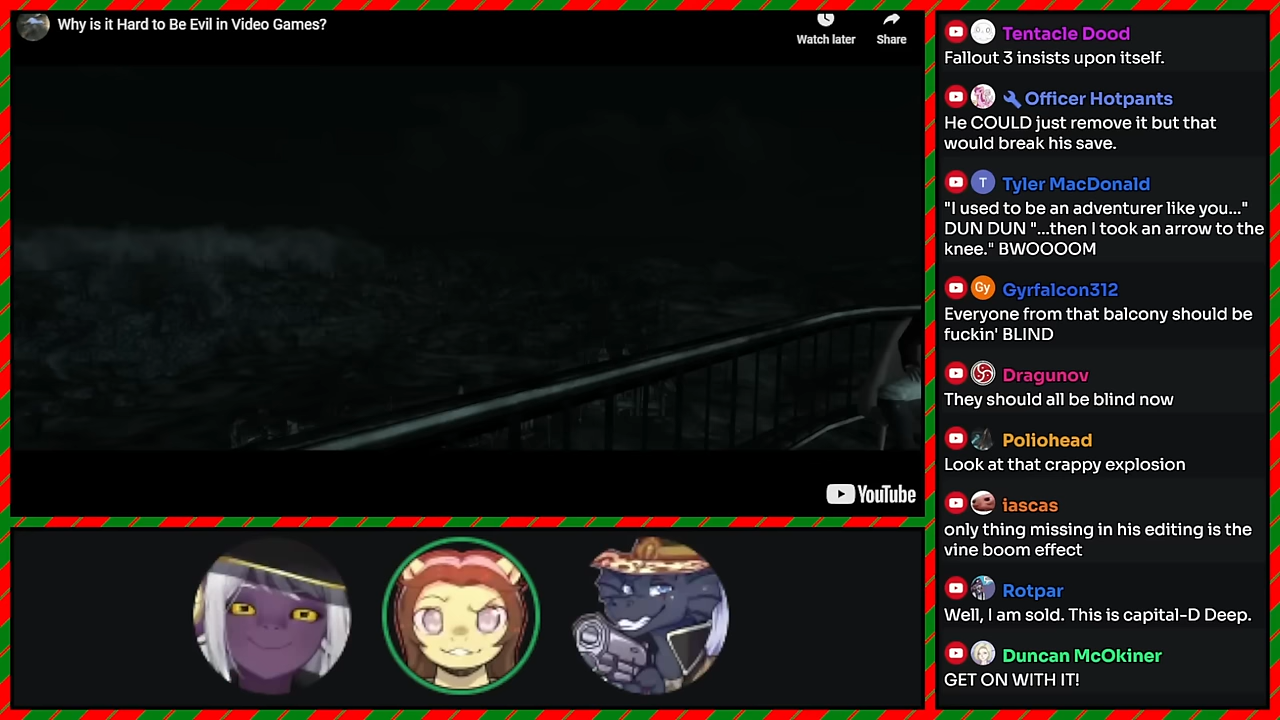 Why is it Hard to Be Evil in Video Games?
Watch later
Share
YouTube
Tentacle Dood
Fallout 3 insists upon itself.
Officer Hotpants
He COULD just remove it but that
would break his save.
T
Tyler MacDonald
"I used to be an adventurer like you..."
DUN DUN "...then I took an arrow to the
knee." BWOOOOM
Gy
Gyrfalcon312
Everyone from that balcony should be
fuckin' BLIND
Dragunov
They should all be blind now
Poliohead
Look at that crappy explosion
iascas
only thing missing in his editing is the
vine boom effect
Rotpar
Well, I am sold. This is capital-D Deep.
Duncan McOkiner
GET ON WITH IT!